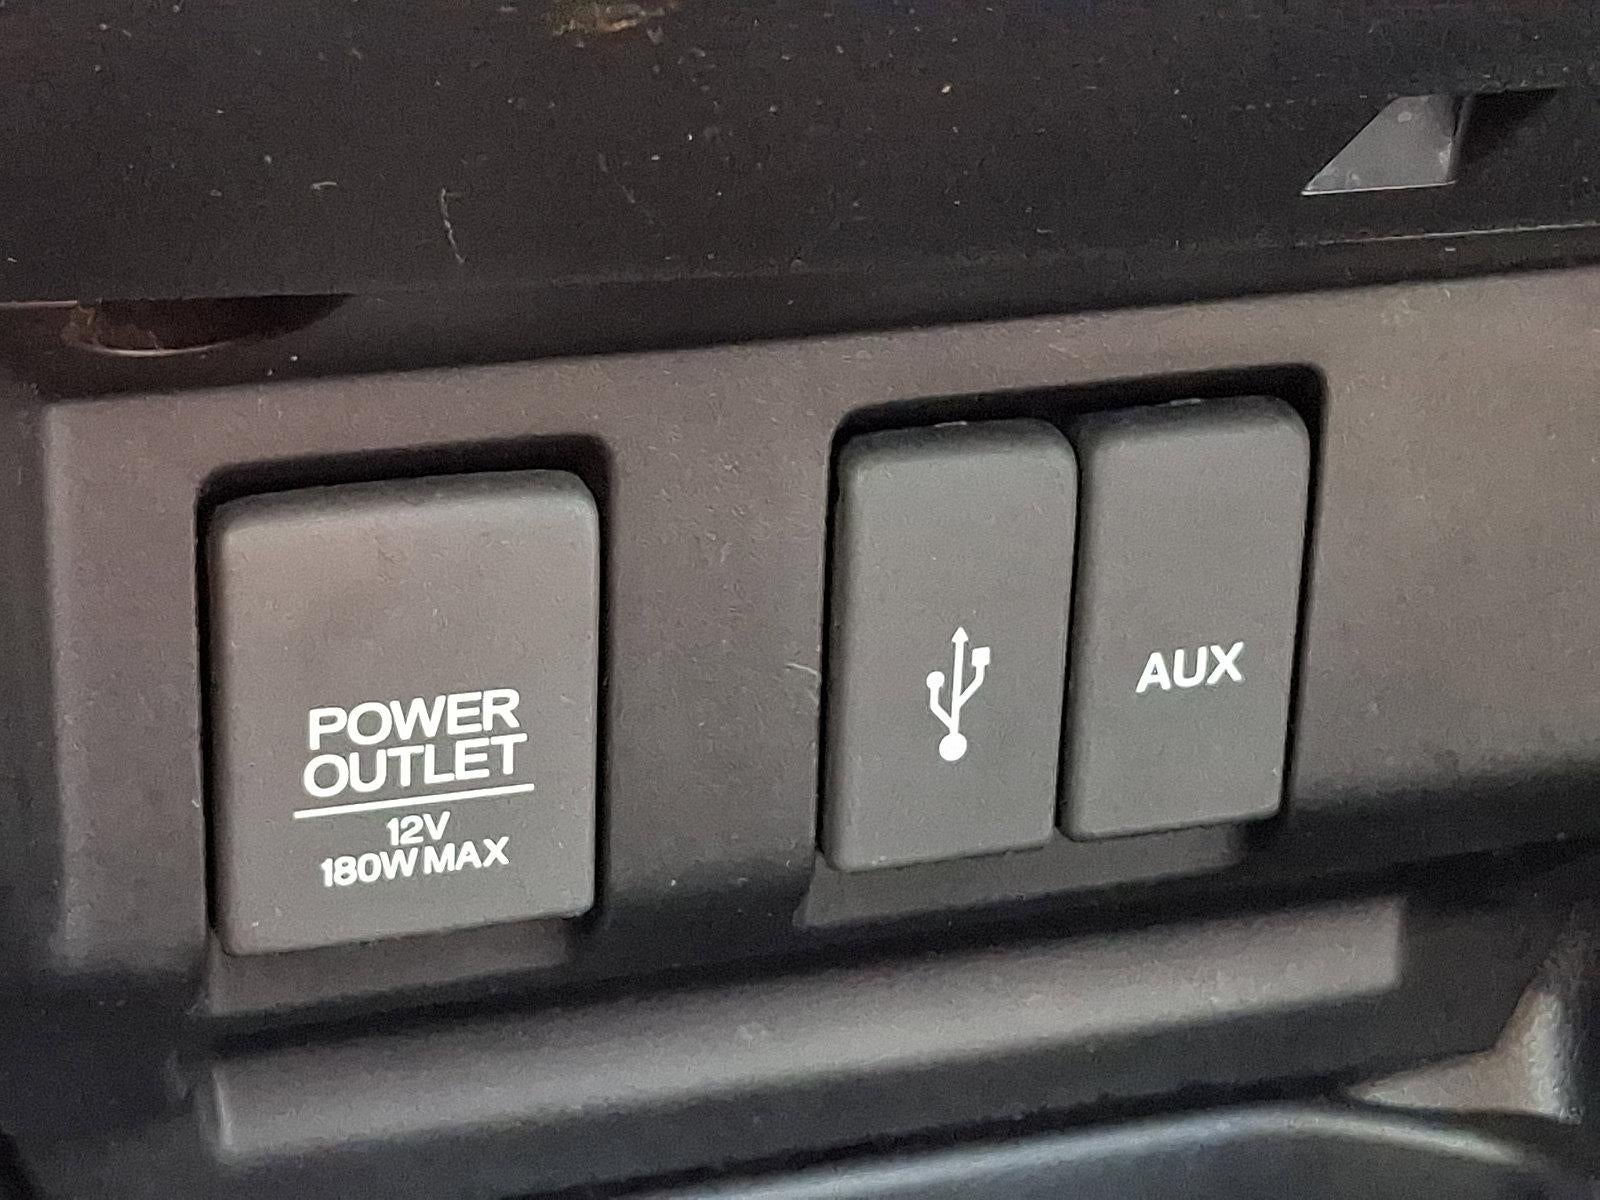 POWER
OUTLET
12V
180W MAX
AUX